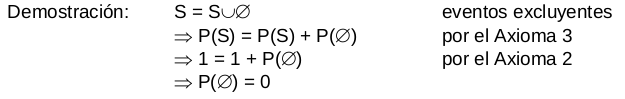 Demostración: S = S∪∅ eventos excluyentes
⇒ P(S) = P(S) + P(∅) por el Axioma 3
⇒ 1 = 1 + P(∅) por el Axioma 2
⇒ P(∅) = 0